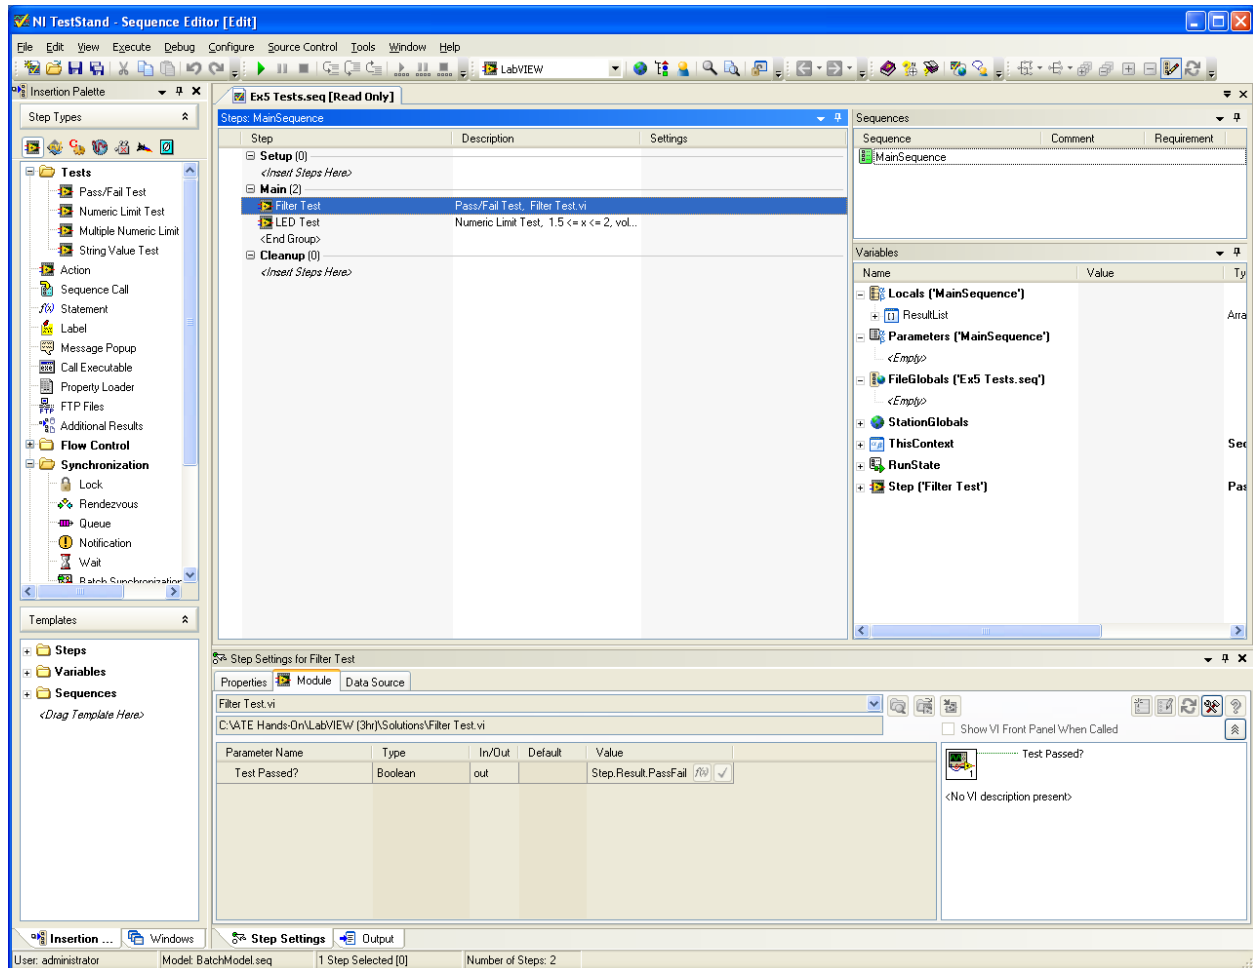 NI TestStand - Sequence Editor [Edit]
File Edit View Execute Debug Configure Source Control Tools Window Help
LabVIEW
Insertion Palette
Step Types
Tests
Pass/Fail Test
Numeric Limit Test
Multiple Numeric Limit
String Value Test
Action
Sequence Call
f(x) Statement
Label
Message Popup
Call Executable
Property Loader
FTP Files
Additional Results
Flow Control
Synchronization
Lock
Rendezvous
Queue
Notification
Wait
Batch Synchronization
Templates
Steps
Variables
Sequences
<Drag Template Here>
Insertion ... Windows
Ex5 Tests.seq [Read Only]
Steps: MainSequence
Step Description Settings
Setup (0)
<Insert Steps Here>
Main (2)
Filter Test Pass/Fail Test, Filter Test.vi
LED Test Numeric Limit Test, 1.5 <= x <= 2, vol...
<End Group>
Cleanup (0)
<Insert Steps Here>
Sequences
Sequence Comment Requirement
MainSequence
Variables
Name Value Ty
Locals ('MainSequence')
ResultList Arra
Parameters ('MainSequence')
<Empty>
FileGlobals ('Ex5 Tests.seq')
<Empty>
StationGlobals
ThisContext Sec
RunState
Step ('Filter Test') Pas
Step Settings for Filter Test
Properties Module Data Source
Filter Test.vi
C:\ATE Hands-On\LabVIEW (3hr)\Solutions\Filter Test.vi
Show VI Front Panel When Called
Parameter Name Type In/Out Default Value
Test Passed? Boolean out Step.Result.PassFail f(x)
Test Passed?
1
<No VI description present>
Step Settings Output
User: administrator Model: BatchModel.seq 1 Step Selected [0] Number of Steps: 2